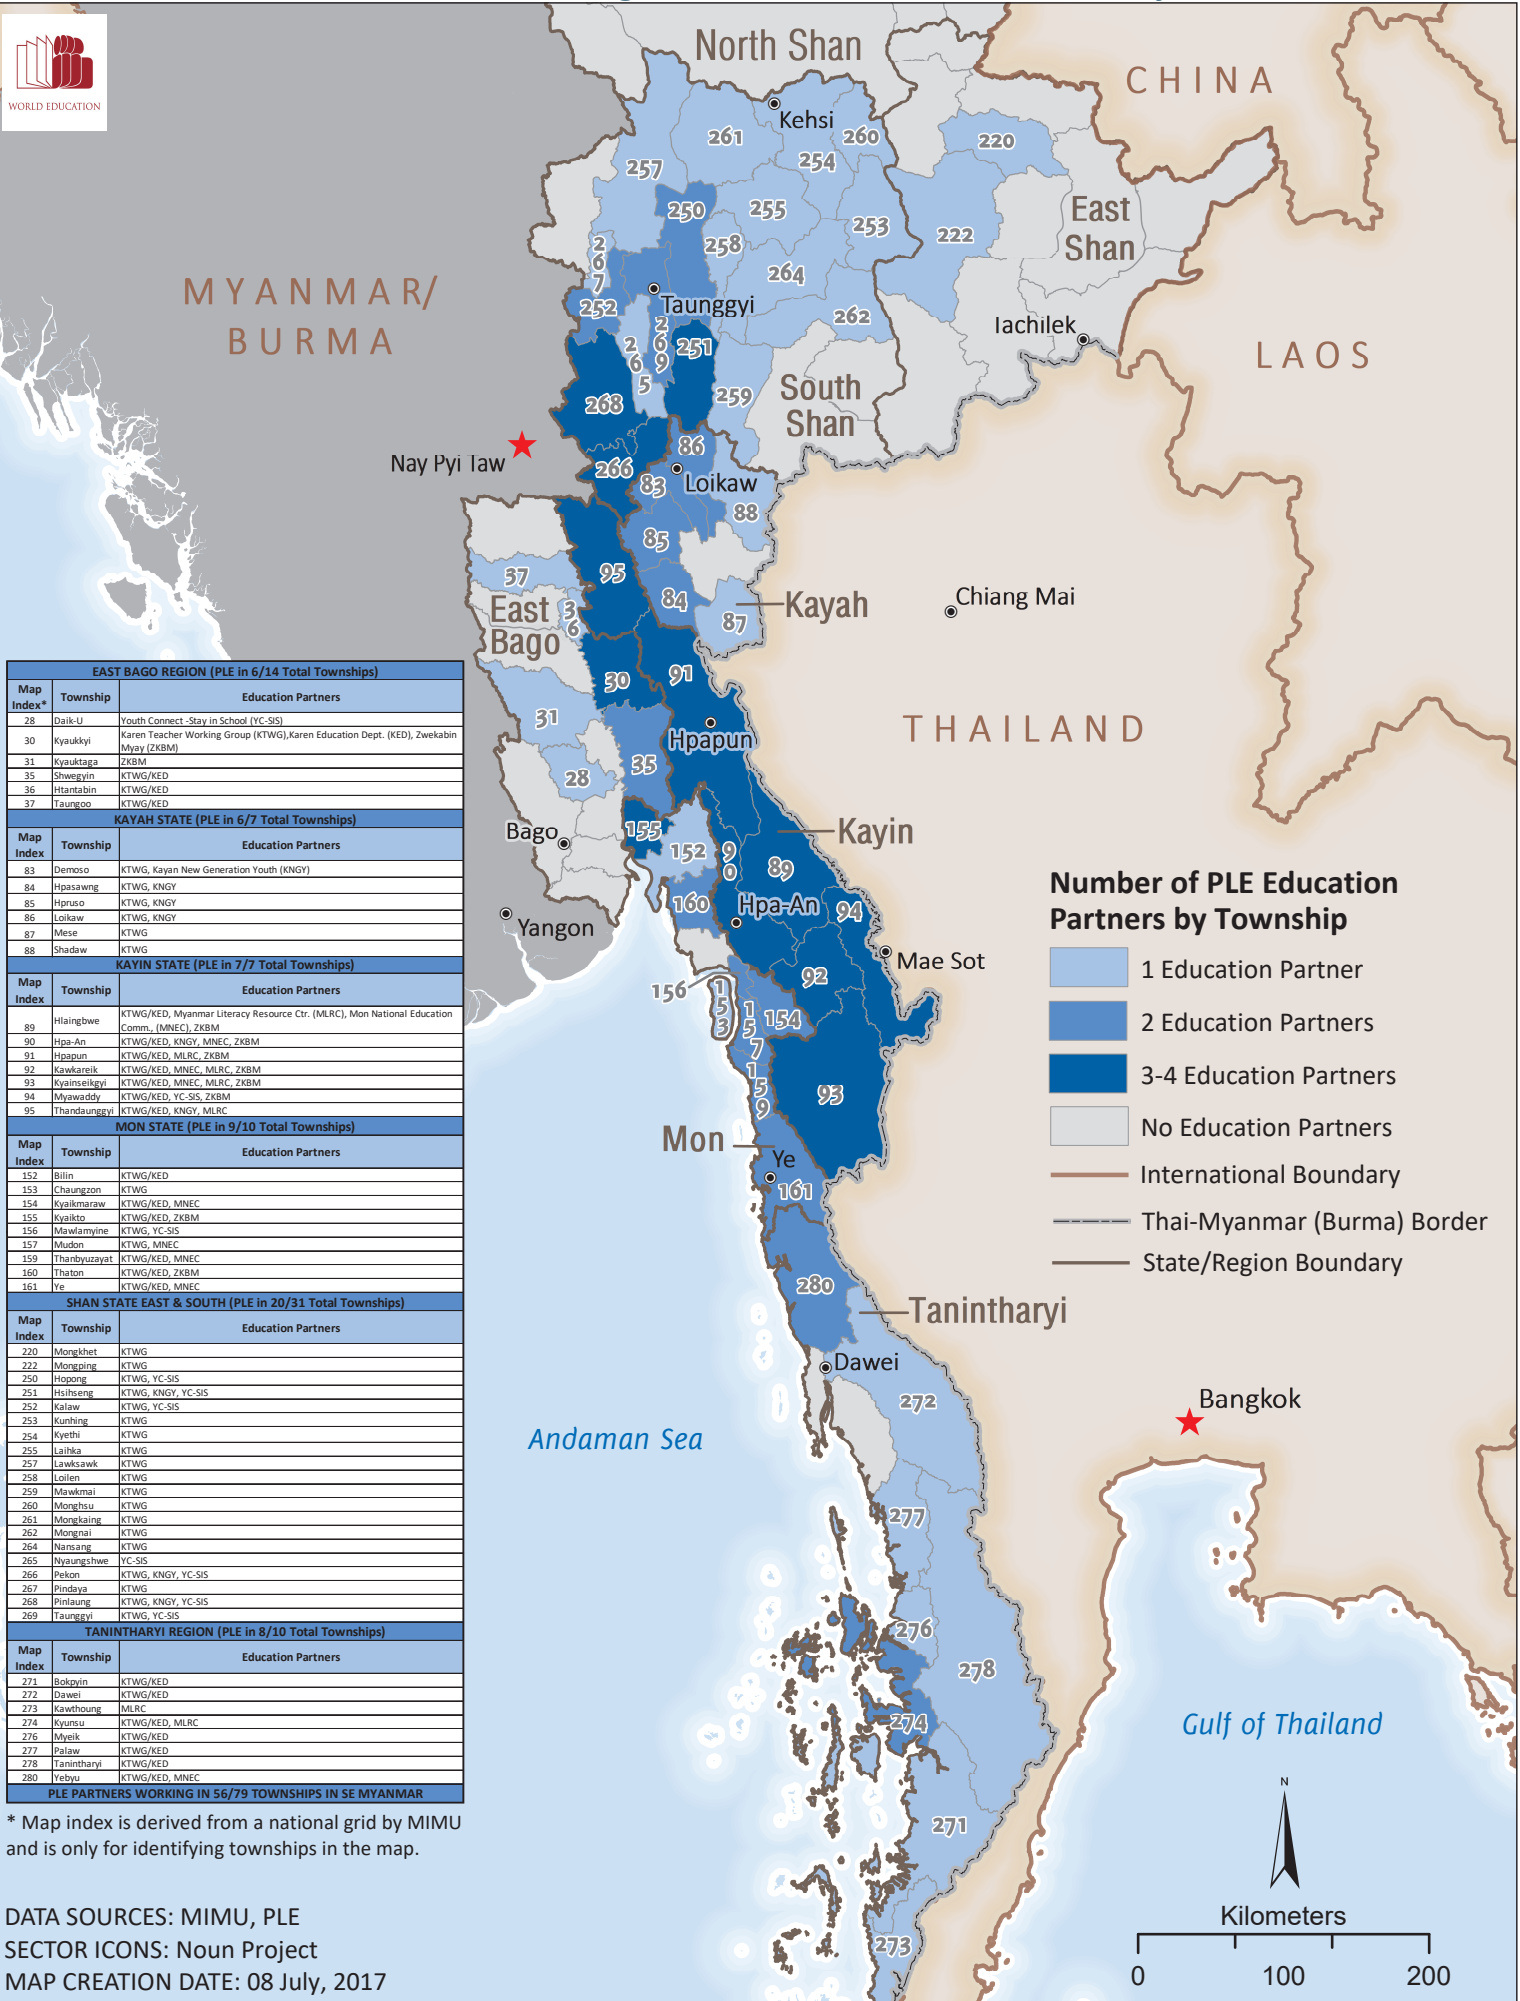 WORLD EDUCATION
North Shan
CHINA
Kehsi
261
260
220
254
257
250
255
East
Shan
253
258
222
267
264
MYANMAR/
BURMA
252
Taunggyi
262
Iachilek
LAOS
269
251
265
South
Shan
259
268
86
Nay Pyi Taw
266
Loikaw
83
88
85
95
37
84
Kayah
Chiang Mai
East
Bago
36
87
91
30
31
Hpapun
THAILAND
35
28
Bago
155
152
90
89
Kayin
160
Hpa-An
94
Yangon
Mae Sot
92
156
153
157
154
159
93
Mon
Ye
161
280
Tanintharyi
Dawei
272
Bangkok
Andaman Sea
277
276
278
274
Gulf of Thailand
271
273
EAST BAGO REGION (PLE in 6/14 Total Townships)
Map Index* Township Education Partners
28 Daik-U Youth Connect -Stay in School (YC-SIS)
30 Kyaukkyi Karen Teacher Working Group (KTWG),Karen Education Dept. (KED), Zwekabin
Myay (ZKBM)
31 Kyauktaga ZKBM
35 Shwegyin KTWG/KED
36 Htantabin KTWG/KED
37 Taungoo KTWG/KED
KAYAH STATE (PLE in 6/7 Total Townships)
Map Index Township Education Partners
83 Demoso KTWG, Kayan New Generation Youth (KNGY)
84 Hpasawng KTWG, KNGY
85 Hpruso KTWG, KNGY
86 Loikaw KTWG, KNGY
87 Mese KTWG
88 Shadaw KTWG
KAYIN STATE (PLE in 7/7 Total Townships)
Map Index Township Education Partners
89 Hlaingbwe KTWG/KED, Myanmar Literacy Resource Ctr. (MLRC), Mon National Education
Comm., (MNEC), ZKBM
90 Hpa-An KTWG/KED, KNGY, MNEC, ZKBM
91 Hpapun KTWG/KED, MLRC, ZKBM
92 Kawkareik KTWG/KED, MNEC, MLRC, ZKBM
93 Kyainseikgyi KTWG/KED, MNEC, MLRC, ZKBM
94 Myawaddy KTWG/KED, YC-SIS, ZKBM
95 Thandaunggyi KTWG/KED, KNGY, MLRC
MON STATE (PLE in 9/10 Total Townships)
Map Index Township Education Partners
152 Bilin KTWG/KED
153 Chaungzon KTWG
154 Kyaikmaraw KTWG/KED, MNEC
155 Kyaikto KTWG/KED, ZKBM
156 Mawlamyine KTWG, YC-SIS
157 Mudon KTWG, MNEC
159 Thanbyuzayat KTWG/KED, MNEC
160 Thaton KTWG/KED, ZKBM
161 Ye KTWG/KED, MNEC
SHAN STATE EAST & SOUTH (PLE in 20/31 Total Townships)
Map Index Township Education Partners
220 Mongkhet KTWG
222 Mongping KTWG
250 Hopong KTWG, YC-SIS
251 Hsihseng KTWG, KNGY, YC-SIS
252 Kalaw KTWG, YC-SIS
253 Kunhing KTWG
254 Kyethi KTWG
255 Laihka KTWG
257 Lawksawk KTWG
258 Loilen KTWG
259 Mawkmai KTWG
260 Monghsu KTWG
261 Mongkaing KTWG
262 Mongnai KTWG
264 Nansang KTWG
265 Nyaungshwe YC-SIS
266 Pekon KTWG, KNGY, YC-SIS
267 Pindaya KTWG
268 Pinlaung KTWG, KNGY, YC-SIS
269 Taunggyi KTWG, YC-SIS
TANINTHARYI REGION (PLE in 8/10 Total Townships)
Map Index Township Education Partners
271 Bokpyin KTWG/KED
272 Dawei KTWG/KED
273 Kawthoung MLRC
274 Kyunsu KTWG/KED, MLRC
276 Myeik KTWG/KED
277 Palaw KTWG/KED
278 Tanintharyi KTWG/KED
280 Yebyu KTWG/KED, MNEC
PLE PARTNERS WORKING IN 56/79 TOWNSHIPS IN SE MYANMAR
* Map index is derived from a national grid by MIMU
and is only for identifying townships in the map.
DATA SOURCES: MIMU, PLE
SECTOR ICONS: Noun Project
MAP CREATION DATE: 08 July, 2017
Number of PLE Education
Partners by Township
1 Education Partner
2 Education Partners
3-4 Education Partners
No Education Partners
International Boundary
Thai-Myanmar (Burma) Border
State/Region Boundary
N
Kilometers
0 100 200